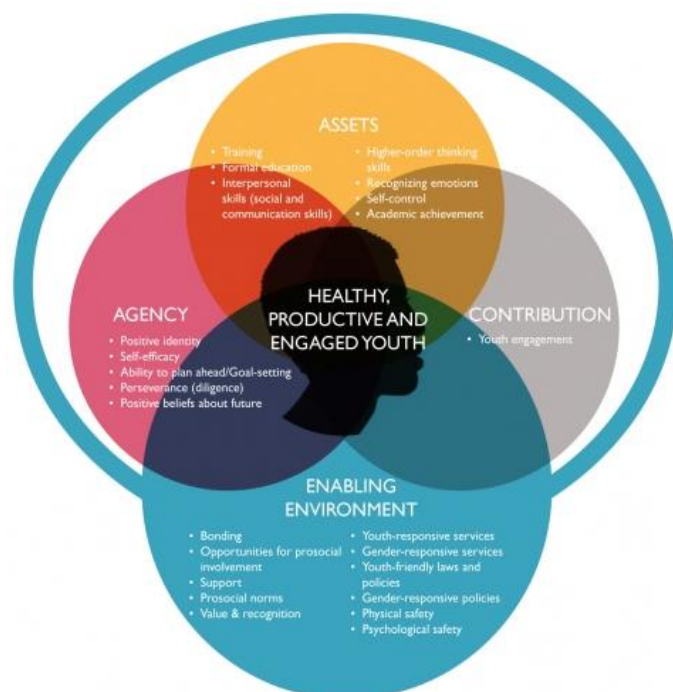 ASSETS
• Training
• Formal education
• Interpersonal
skills (social and
communication skills)
• Higher-order thinking
skills
• Recognizing emotions
• Self-control
• Academic achievement
AGENCY
• Positive identity
• Self-efficacy
• Ability to plan ahead/Goal-setting
• Perseverance (diligence)
• Positive beliefs about future
HEALTHY,
PRODUCTIVE AND
ENGAGED YOUTH
CONTRIBUTION
• Youth engagement
ENABLING
ENVIRONMENT
• Bonding
• Opportunities for prosocial
involvement
• Support
• Prosocial norms
• Value & recognition
• Youth-responsive services
• Gender-responsive services
• Youth-friendly laws and
policies
• Gender-responsive policies
• Physical safety
• Psychological safety